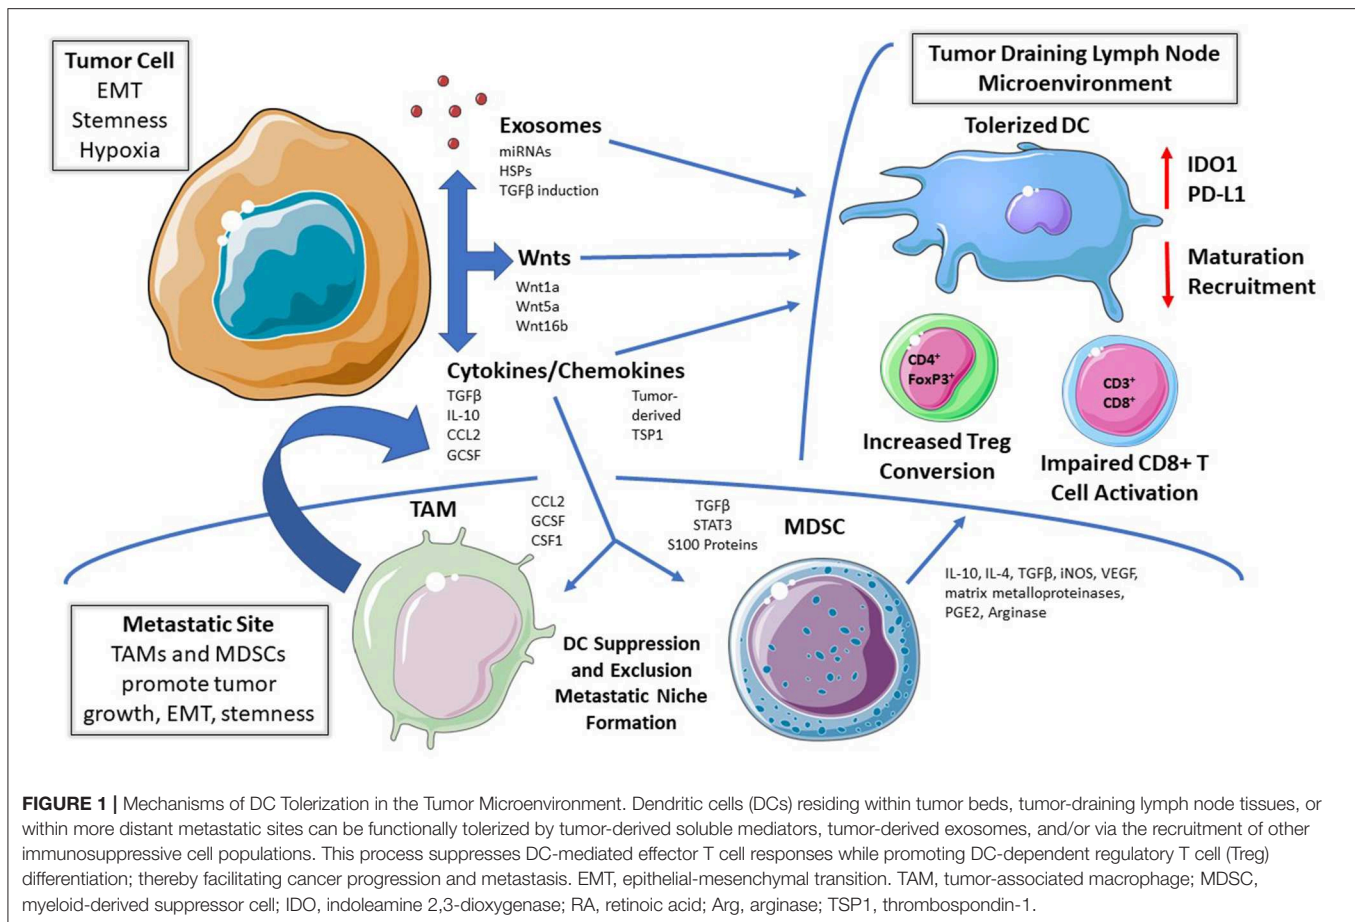 Tumor Cell
EMT
Stemness
Hypoxia
Exosomes
miRNAs
HSPs
TGFβ induction
Wnts
Wnt1a
Wnt5a
Wnt16b
Cytokines/Chemokines
TGFβ
IL-10
CCL2
GCSF
Tumor-
derived
TSP1
Tumor Draining Lymph Node
Microenvironment
Tolerized DC
IDO1
PD-L1
Maturation
Recruitment
CD4⁺
FoxP3⁺
Increased Treg
Conversion
CD3⁺
CD8⁺
Impaired CD8+ T
Cell Activation
TAM
CCL2
GCSF
CSF1
TGFβ
STAT3
S100 Proteins
MDSC
IL-10, IL-4, TGFβ, iNOS, VEGF,
matrix metalloproteinases,
PGE2, Arginase
Metastatic Site
TAMs and MDSCs
promote tumor
growth, EMT, stemness
DC Suppression
and Exclusion
Metastatic Niche
Formation
FIGURE 1 | Mechanisms of DC Tolerization in the Tumor Microenvironment. Dendritic cells (DCs) residing within tumor beds, tumor-draining lymph node tissues, or
within more distant metastatic sites can be functionally tolerized by tumor-derived soluble mediators, tumor-derived exosomes, and/or via the recruitment of other
immunosuppressive cell populations. This process suppresses DC-mediated effector T cell responses while promoting DC-dependent regulatory T cell (Treg)
differentiation; thereby facilitating cancer progression and metastasis. EMT, epithelial-mesenchymal transition. TAM, tumor-associated macrophage; MDSC,
myeloid-derived suppressor cell; IDO, indoleamine 2,3-dioxygenase; RA, retinoic acid; Arg, arginase; TSP1, thrombospondin-1.